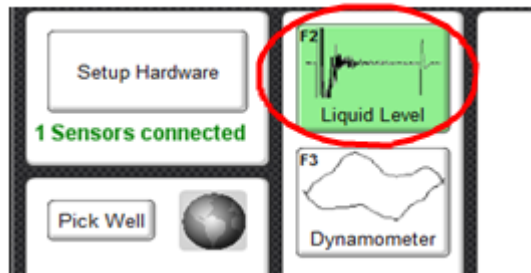 Setup Hardware
1 Sensors connected
Pick Well
F2
Liquid Level
F3
Dynamometer